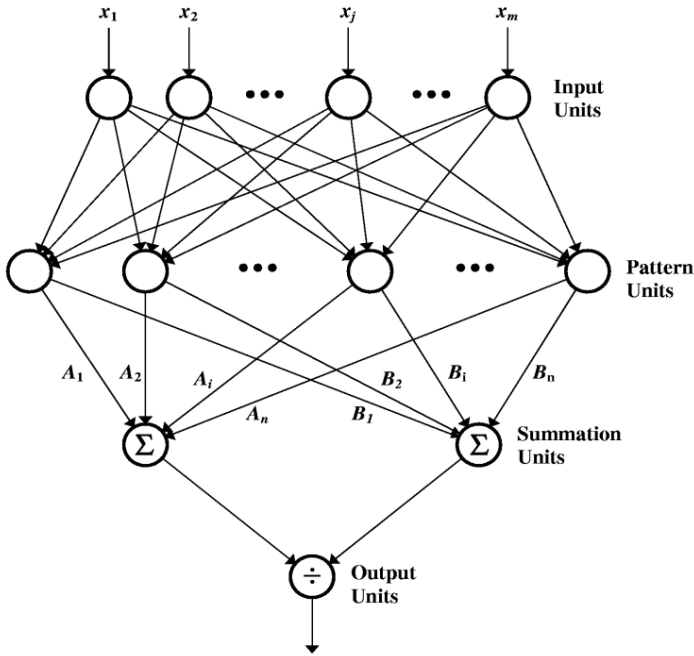 x1 x2 xj xm
Input
Units
Pattern
Units
A1 A2 Ai An B1 B2 Bi Bn
Σ Σ
Summation
Units
÷
Output
Units